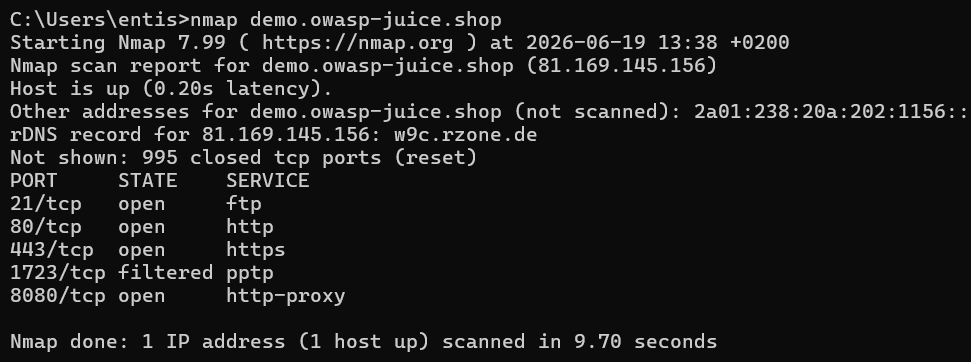 C:\Users\entis>nmap demo.owasp-juice.shop
Starting Nmap 7.99 ( https://nmap.org ) at 2026-06-19 13:38 +0200
Nmap scan report for demo.owasp-juice.shop (81.169.145.156)
Host is up (0.20s latency).
Other addresses for demo.owasp-juice.shop (not scanned): 2a01:238:20a:202:1156::
rDNS record for 81.169.145.156: w9c.rzone.de
Not shown: 995 closed tcp ports (reset)
PORT     STATE    SERVICE
21/tcp   open     ftp
80/tcp   open     http
443/tcp  open     https
1723/tcp filtered pptp
8080/tcp open     http-proxy

Nmap done: 1 IP address (1 host up) scanned in 9.70 seconds